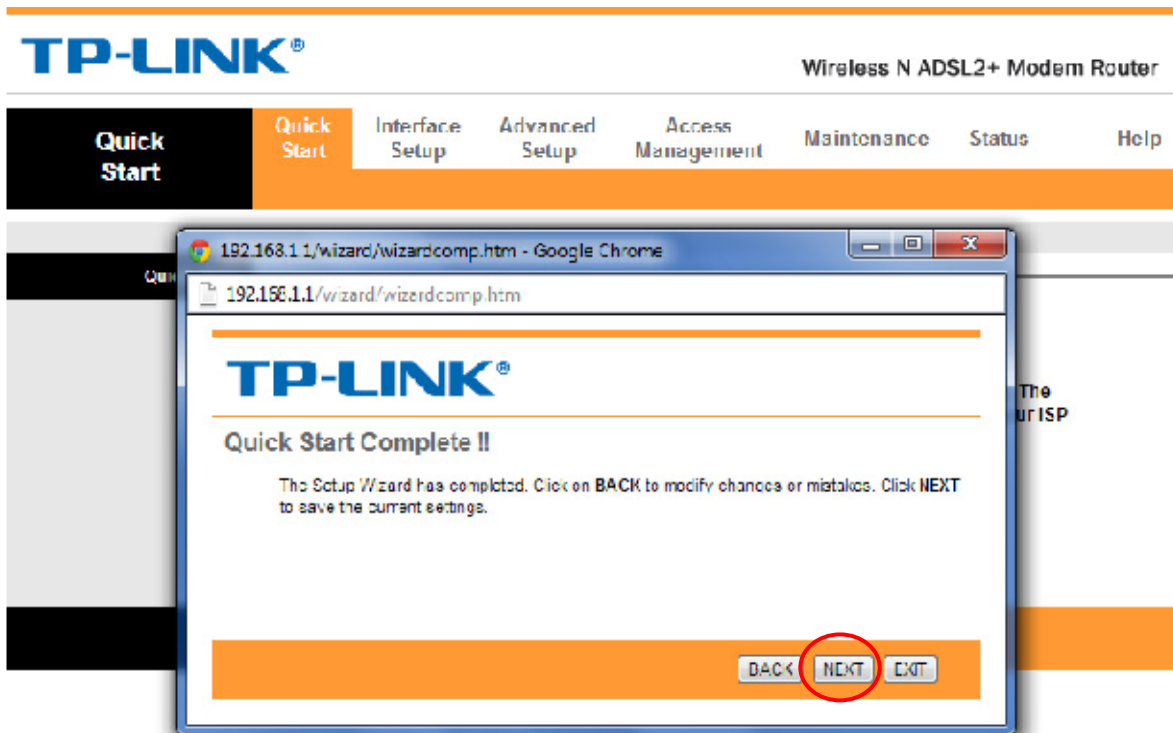 TP-LINK®
Wireless N ADSL2+ Modem Router
Quick
Start
Quick
Start
Interface
Setup
Advanced
Setup
Access
Management
Maintenance
Status
Help
192.168.1.1/wizard/wizardcomp.htm - Google Chrome
192.168.1.1/wizard/wizardcomp.htm
TP-LINK®
The
ISP
Quick Start Complete !!
The Setup Wizard has completed. Click on BACK to modify changes or mistakes. Click NEXT
to save the current settings.
BACK
NEXT
EXIT